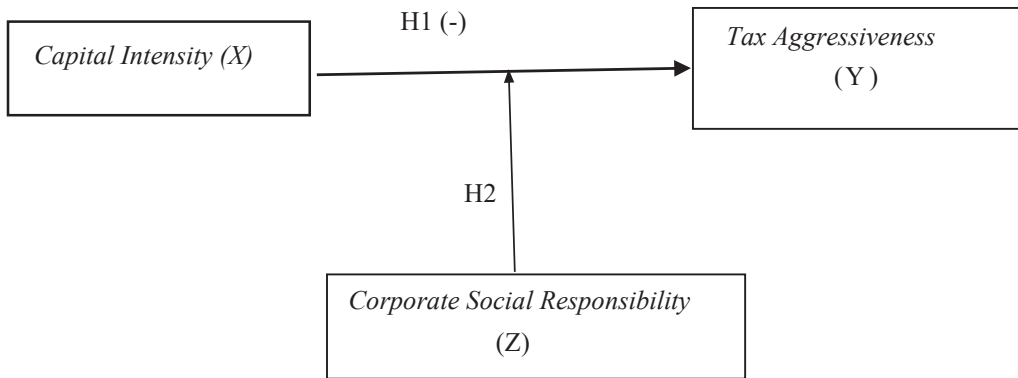 H1 (-)
Capital Intensity (X)
Tax Aggressiveness
(Y)
H2
Corporate Social Responsibility
(Z)